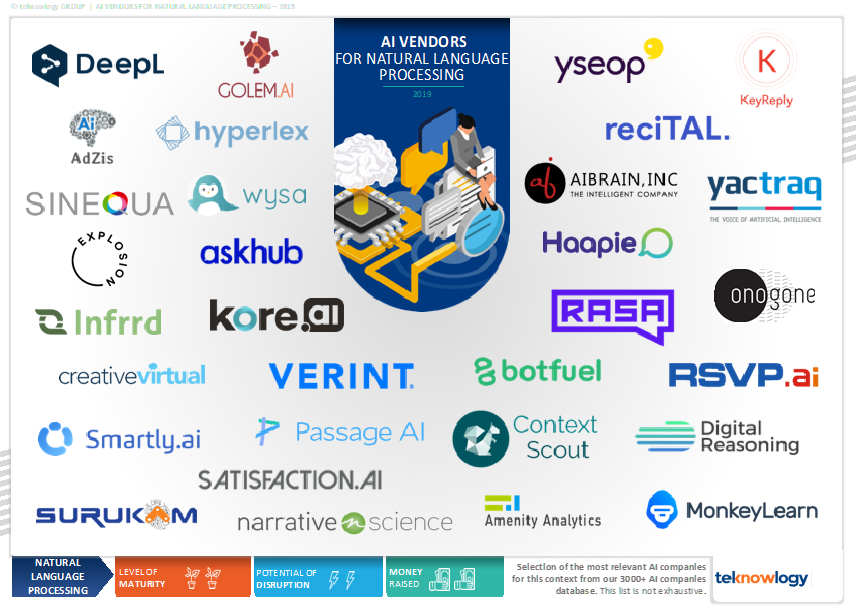 © teknowlogy GROUP | AI VENDORS FOR NATURAL LANGUAGE PROCESSING – 2019
AI VENDORS
FOR NATURAL LANGUAGE
PROCESSING
2019
DeepL
GOLEM.AI
yseop
K
KeyReply
Ai
AdZis
hyperlex
reciTAL.
SINEQUA
wysa
ab
AIBRAIN,INC
THE INTELLIGENT COMPANY
yactraq
THE VOICE OF ARTIFICIAL INTELLIGENCE
EXPLOSION
askhub
Haapie
onogone
Infrrd
kore.ai
RASA
creativevirtual
VERINT.
botfuel
RSVP.ai
Smartly.ai
Passage AI
Context
Scout
Digital
Reasoning
SATISFACTION.AI
SURUKAM
narrative science
Amenity Analytics
MonkeyLearn
NATURAL
LANGUAGE
PROCESSING
LEVEL OF
MATURITY
POTENTIAL OF
DISRUPTION
MONEY
RAISED
Selection of the most relevant AI companies
for this context from our 3000+ AI companies
database. This list is not exhaustive.
teknowlogy